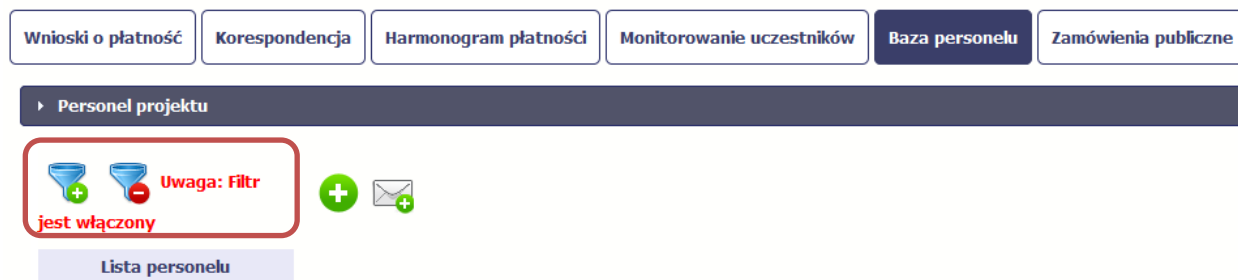 Wnioski o płatność Korespondencja Harmonogram płatności Monitorowanie uczestników Baza personelu Zamówienia publiczne
Personel projektu
Uwaga: Filtr
jest włączony
Lista personelu